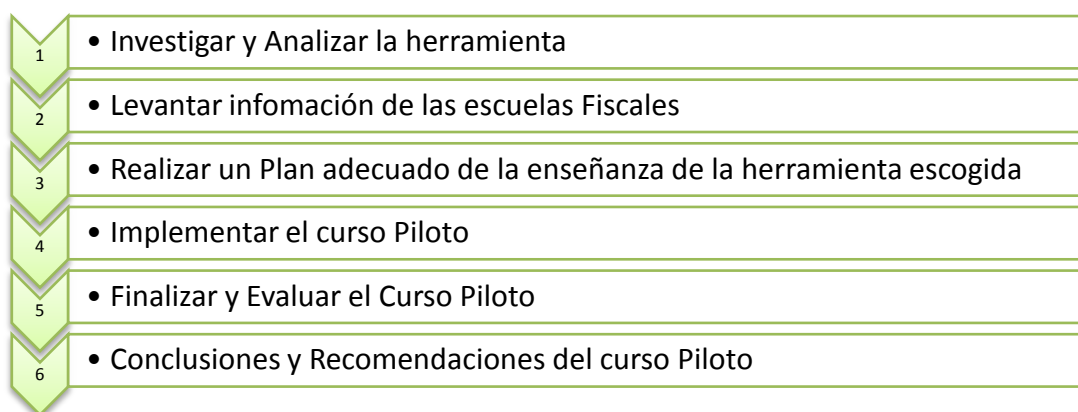 1 • Investigar y Analizar la herramienta
2 • Levantar infomación de las escuelas Fiscales
3 • Realizar un Plan adecuado de la enseñanza de la herramienta escogida
4 • Implementar el curso Piloto
5 • Finalizar y Evaluar el Curso Piloto
6 • Conclusiones y Recomendaciones del curso Piloto